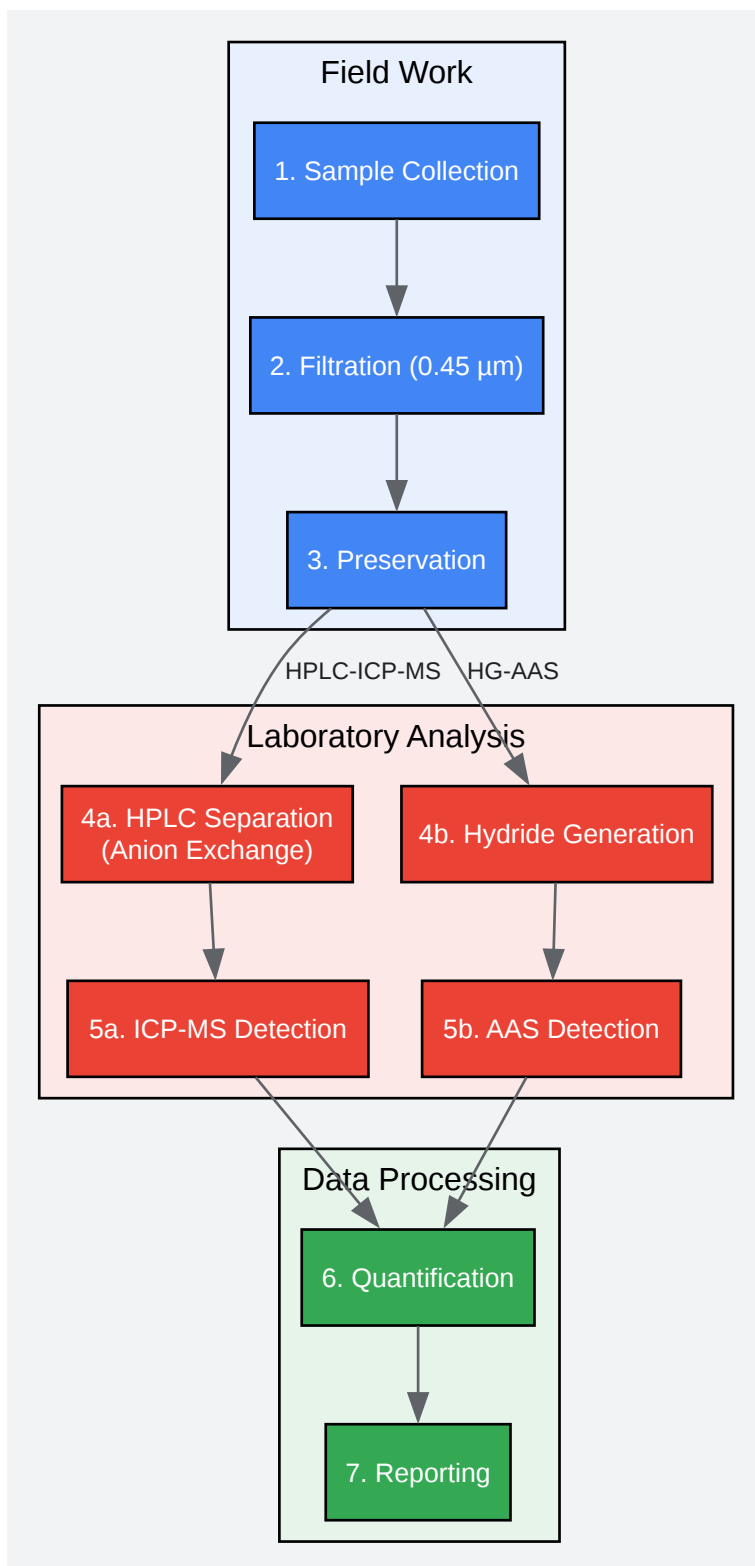 Field Work
1. Sample Collection
2. Filtration (0.45 µm)
3. Preservation
HPLC-ICP-MS
HG-AAS
Laboratory Analysis
4a. HPLC Separation
(Anion Exchange)
4b. Hydride Generation
5a. ICP-MS Detection
5b. AAS Detection
Data Processing
6. Quantification
7. Reporting